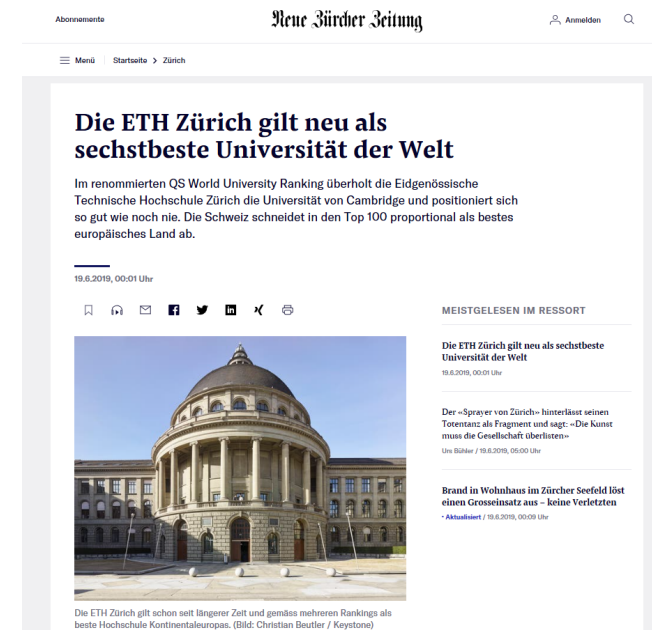 Abonnemente
Neue Zürcher Zeitung
Anmelden
Menü
Startseite > Zürich
Die ETH Zürich gilt neu als
sechstbeste Universität der Welt
Im renommierten QS World University Ranking überholt die Eidgenössische
Technische Hochschule Zürich die Universität von Cambridge und positioniert sich
so gut wie noch nie. Die Schweiz schneidet in den Top 100 proportional als bestes
europäisches Land ab.
19.6.2019, 00:01 Uhr
Die ETH Zürich gilt schon seit längerer Zeit und gemäss mehreren Rankings als
beste Hochschule Kontinentaleuropas. (Bild: Christian Beutler / Keystone)
MEISTGELESEN IM RESSORT
Die ETH Zürich gilt neu als sechstbeste
Universität der Welt
19.6.2019, 00:01 Uhr
Der «Sprayer von Zürich» hinterlässt seinen
Totentanz als Fragment und sagt: «Die Kunst
muss die Gesellschaft überlisten»
Urs Bühler / 19.6.2019, 05:00 Uhr
Brand in Wohnhaus im Zürcher Seefeld löst
einen Grosseinsatz aus – keine Verletzten
• Aktualisiert / 19.6.2019, 00:09 Uhr